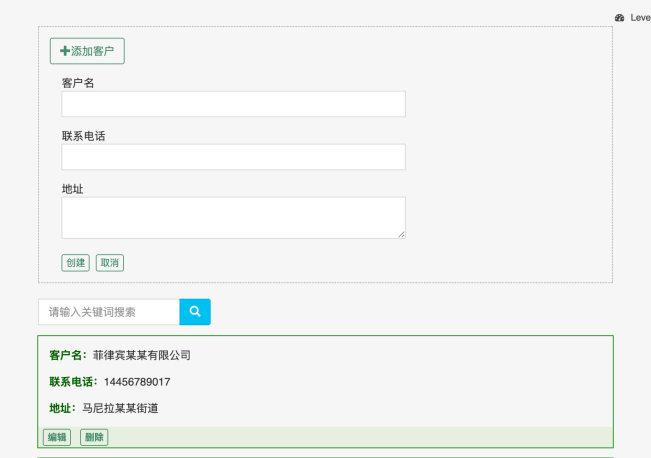 Leve
添加客户
客户名
联系电话
地址
创建 取消
请输入关键词搜索
客户名: 菲律宾某某有限公司
联系电话: 14456789017
地址: 马尼拉某某街道
编辑 删除